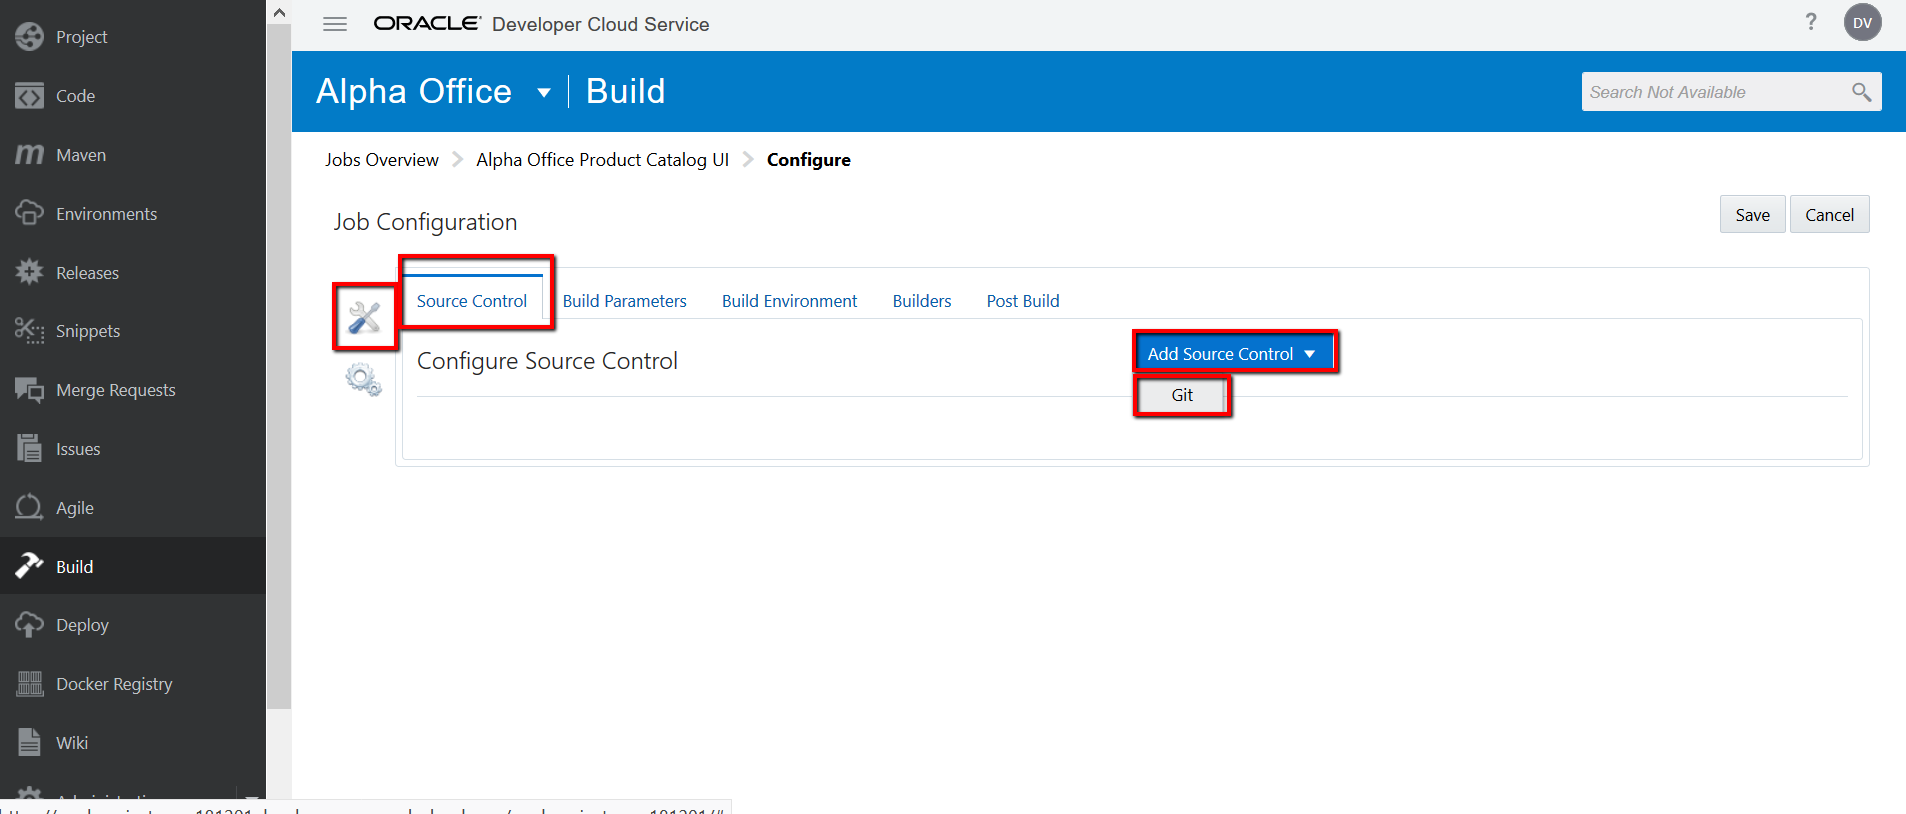 Project
Code
Maven
Environments
Releases
Snippets
Merge Requests
Issues
Agile
Build
Deploy
Docker Registry
Wiki
ORACLE Developer Cloud Service
?
DV
Alpha Office
Build
Search Not Available
Jobs Overview
Alpha Office Product Catalog UI
Configure
Job Configuration
Save
Cancel
Source Control
Build Parameters
Build Environment
Builders
Post Build
Configure Source Control
Add Source Control
Git